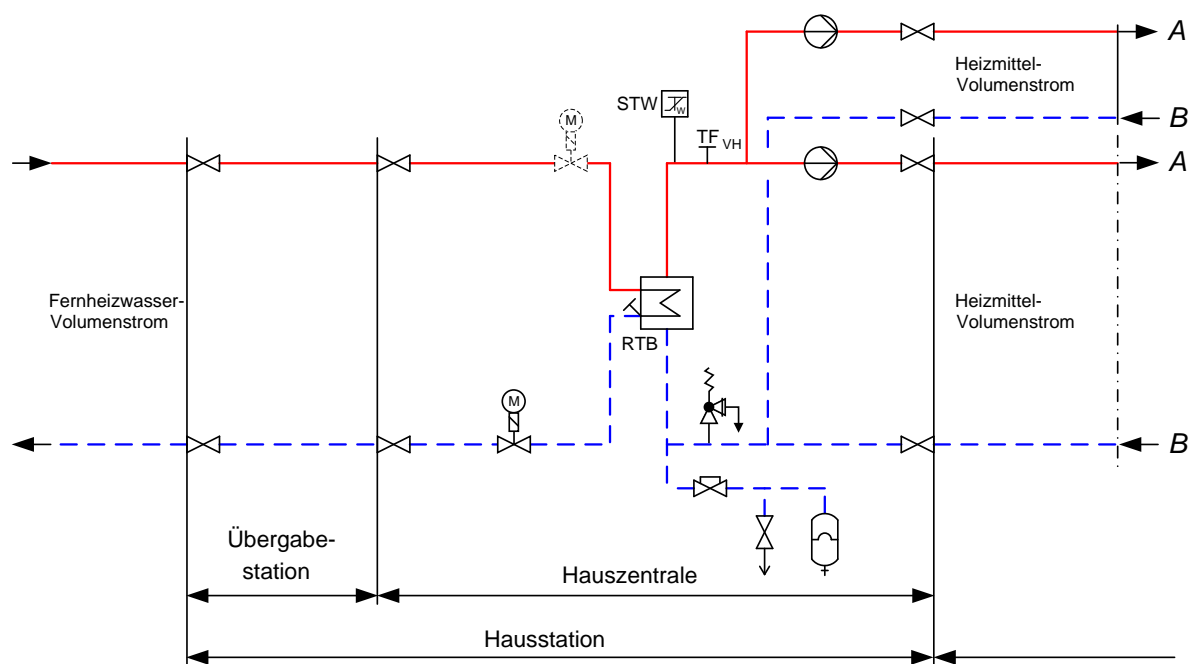 A
Heizmittel-
Volumenstrom
M
STW
W
TF VH
B
A
Fernheizwasser-
Volumenstrom
Heizmittel-
Volumenstrom
RTB
M
B
Übergabe-
station
Hauszentrale
Hausstation